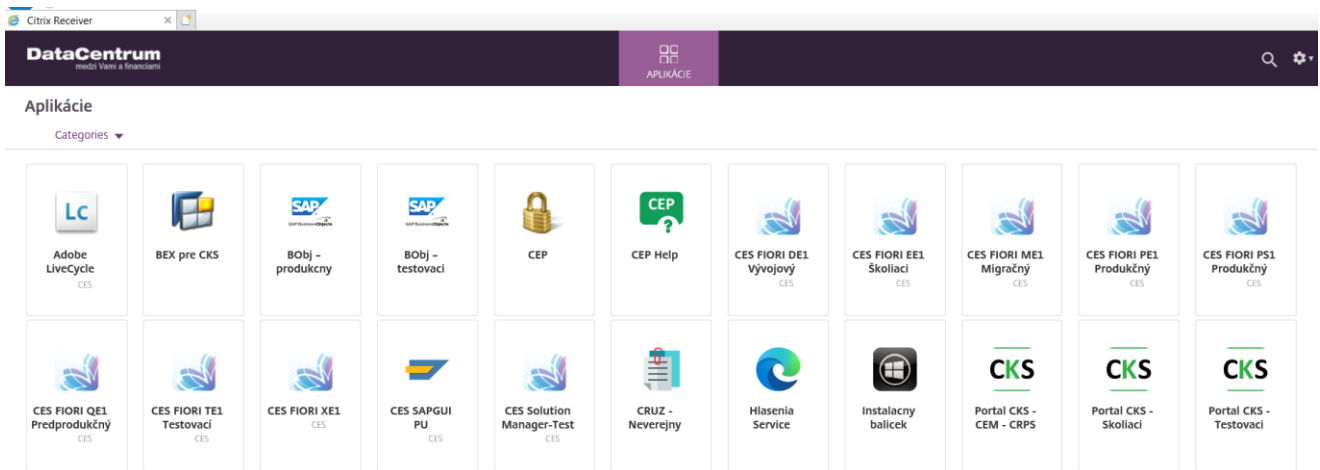 Citrix Receiver
DataCentrum
medzi Vami a financiami
APLIKÁCIE
Aplikácie
Categories
Lc
Adobe
LiveCycle
CES
BEX pre CKS
SAP
SAP BusinessObjects
BObj –
produkcny
SAP
SAP BusinessObjects
BObj –
testovaci
CEP
CEP
?
CEP Help
CES FIORI DE1
Vývojový
CES
CES FIORI EE1
Školiaci
CES
CES FIORI ME1
Migračný
CES
CES FIORI PE1
Produkčný
CES
CES FIORI PS1
Produkčný
CES
CES FIORI QE1
Predprodukčný
CES
CES FIORI TE1
Testovací
CES
CES FIORI XE1
CES
CES SAPGUI
PU
CES
CES Solution
Manager-Test
CES
CRUZ -
Neverejny
Hlasenia
Service
Instalacny
balicek
CKS
Portal CKS -
CEM - CRPS
CKS
Portal CKS -
Skoliaci
CKS
Portal CKS -
Testovaci